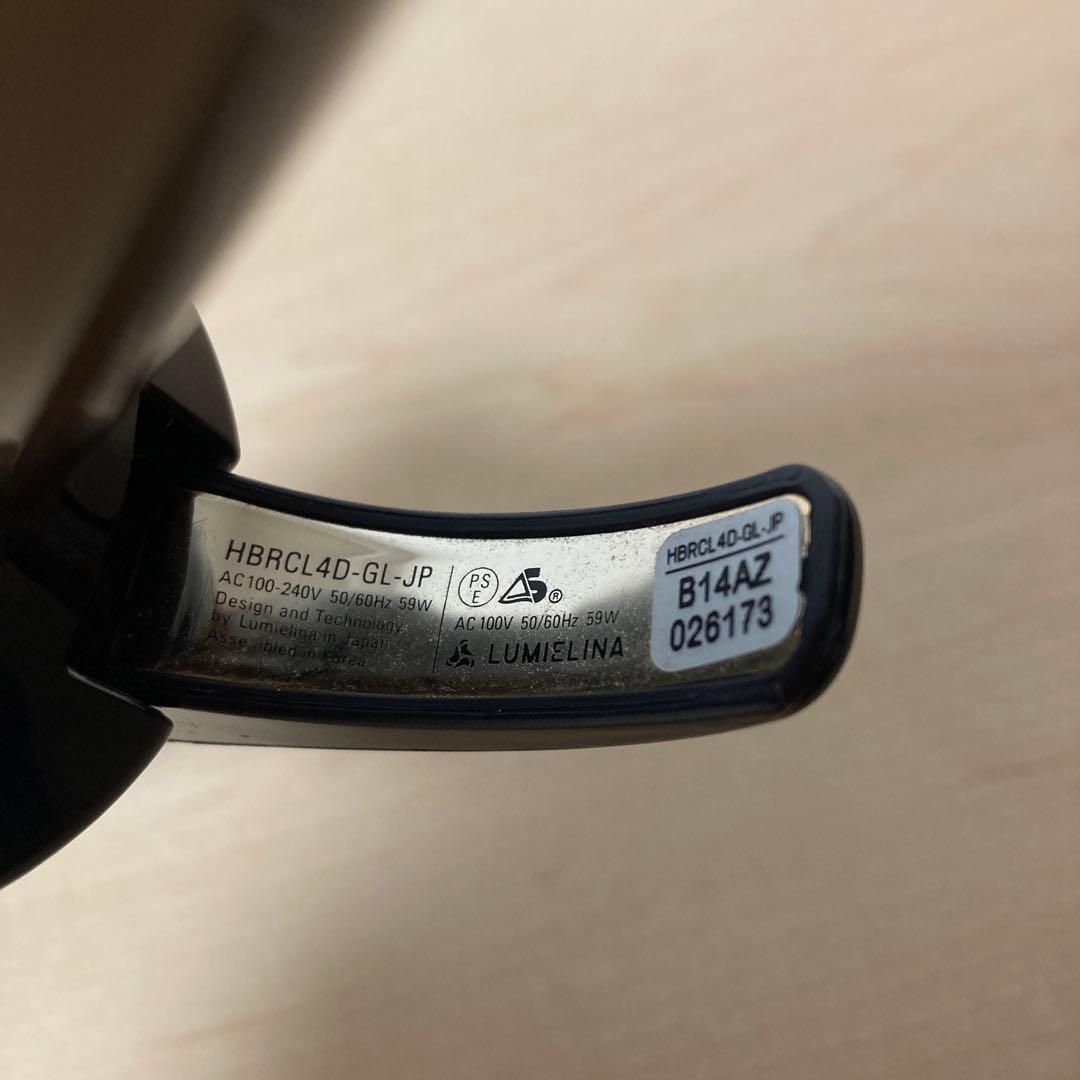 HBRCL4D-GL-JP
AC100-240V 50/60Hz 59W
Design and Technology
by Lumielina in Japan
Assembled in Korea
PS
E
S®
AC100V 50/60Hz 59W
LUMIELINA
HBRCL4D-GL-JP
B14AZ
026173